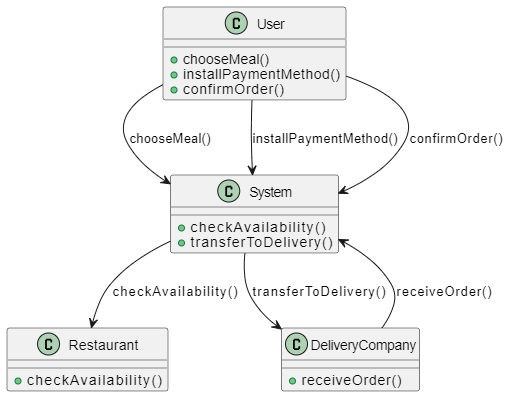 C User
chooseMeal()
installPaymentMethod()
confirmOrder()
chooseMeal() installPaymentMethod() confirmOrder()
C System
checkAvailability()
transferToDelivery()
checkAvailability() transferToDelivery() receiveOrder()
C Restaurant C DeliveryCompany
checkAvailability() receiveOrder()